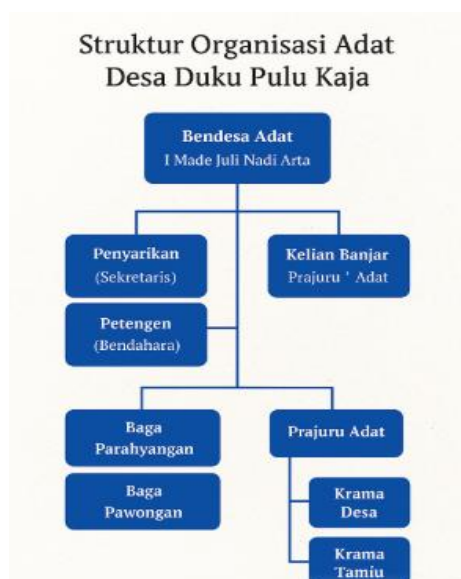 Struktur Organisasi Adat
Desa Duku Pulu Kaja
Bendesa Adat
I Made Juli Nadi Arta
Penyarikan
(Sekretaris)
Kelian Banjar
Prajuru ' Adat
Petengen
(Bendahara)
Baga
Parahyangan
Prajuru Adat
Baga
Pawongan
Krama
Desa
Krama
Tamiu